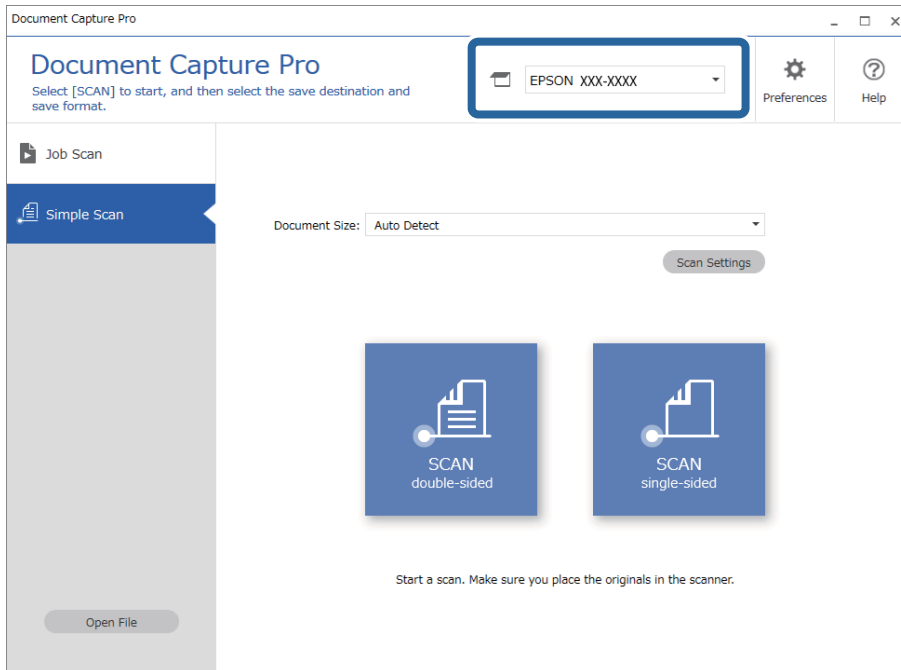 Document Capture Pro
Document Capture Pro
Select [SCAN] to start, and then select the save destination and
save format.
EPSON XXX-XXXX
Preferences
Help
Job Scan
Simple Scan
Document Size: Auto Detect
Scan Settings
SCAN
double-sided
SCAN
single-sided
Start a scan. Make sure you place the originals in the scanner.
Open File